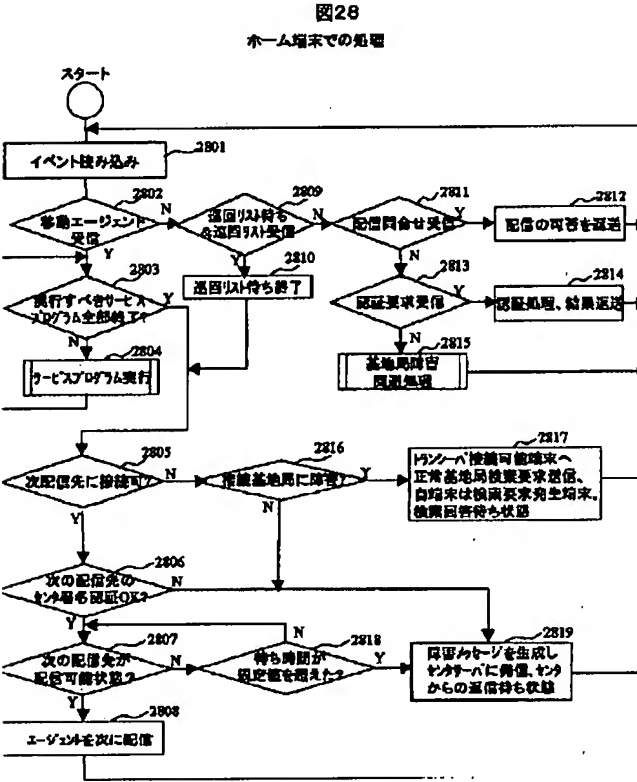 図28
ホーム端末での処理
スタート
2801
イベント読み込み
2802
移動エージェント
受信
N
Y
2809
巡回リスト待ち
&巡回リスト受信
N
Y
2811
配信問合せ受信
Y
N
2812
配信の可否を返送
2803
実行すべきサービス
プログラム全部終了?
Y
N
2810
巡回リスト待ち終了
2813
認証要求受信
Y
N
2814
認証処理、結果返送
2804
サービスプログラム実行
2815
基地局障害
回避処理
2805
次配信先に接続可?
N
Y
2816
接続基地局に障害?
Y
N
2817
トランシーバ接続可能端末へ
正常基地局検索要求送信、
自端末は検索要求発生端末。
検索回答待ち状態
2806
次の配信先の
センタ署名認証OK?
N
Y
2807
次の配信先が
配信可能状態?
N
Y
2818
待ち時間が
設定値を超えた?
N
Y
2819
障害メッセージを生成し
センタサーバに発信、センタ
からの返信待ち状態
2808
エージェントを次に配信